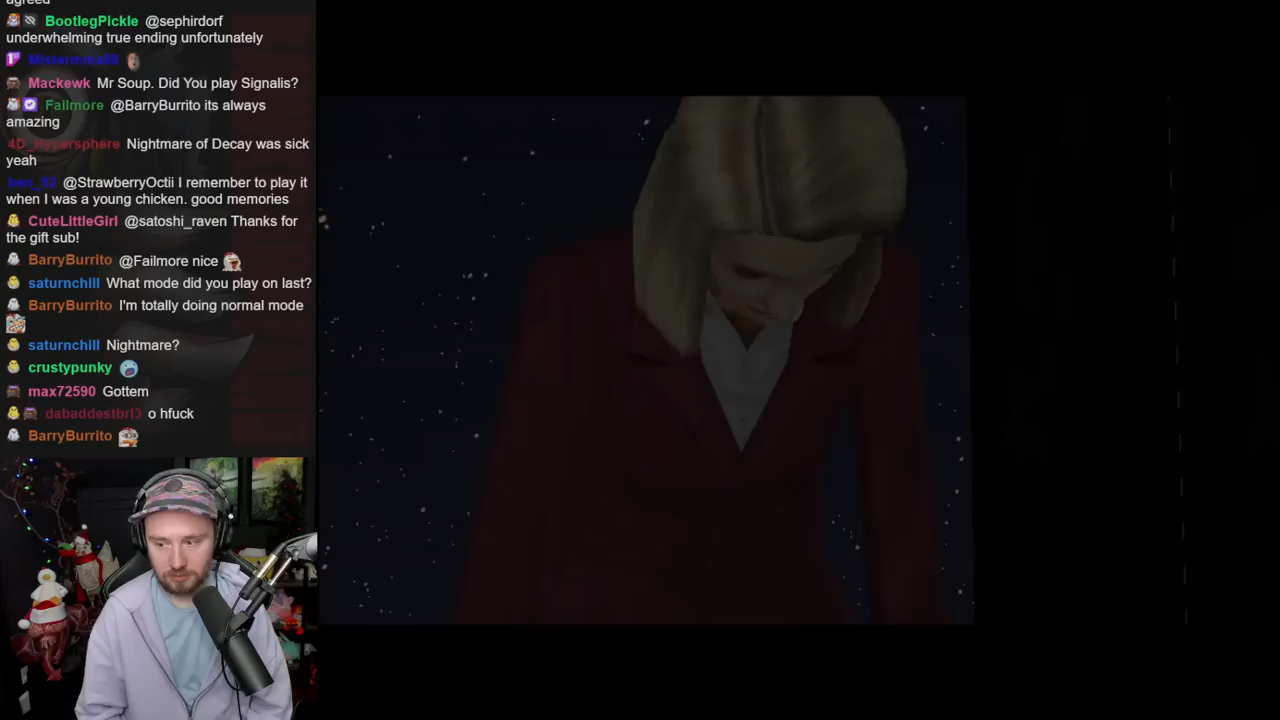 agreed
BootlegPickle @sephirdorf
underwhelming true ending unfortunately
Mackewk Mr Soup. Did You play Signalis?
Failmore @BarryBurrito its always
amazing
4D_Hypersphere Nightmare of Decay was sick
yeah
ben_92 @StrawberryOctii I remember to play it
when I was a young chicken. good memories
CuteLittleGirl @satoshi_raven Thanks for
the gift sub!
BarryBurrito @Failmore nice
saturnchill What mode did you play on last?
BarryBurrito I'm totally doing normal mode
saturnchill Nightmare?
crustypunky
max72590 Gottem
dabaddestbri3 o hfuck
BarryBurrito